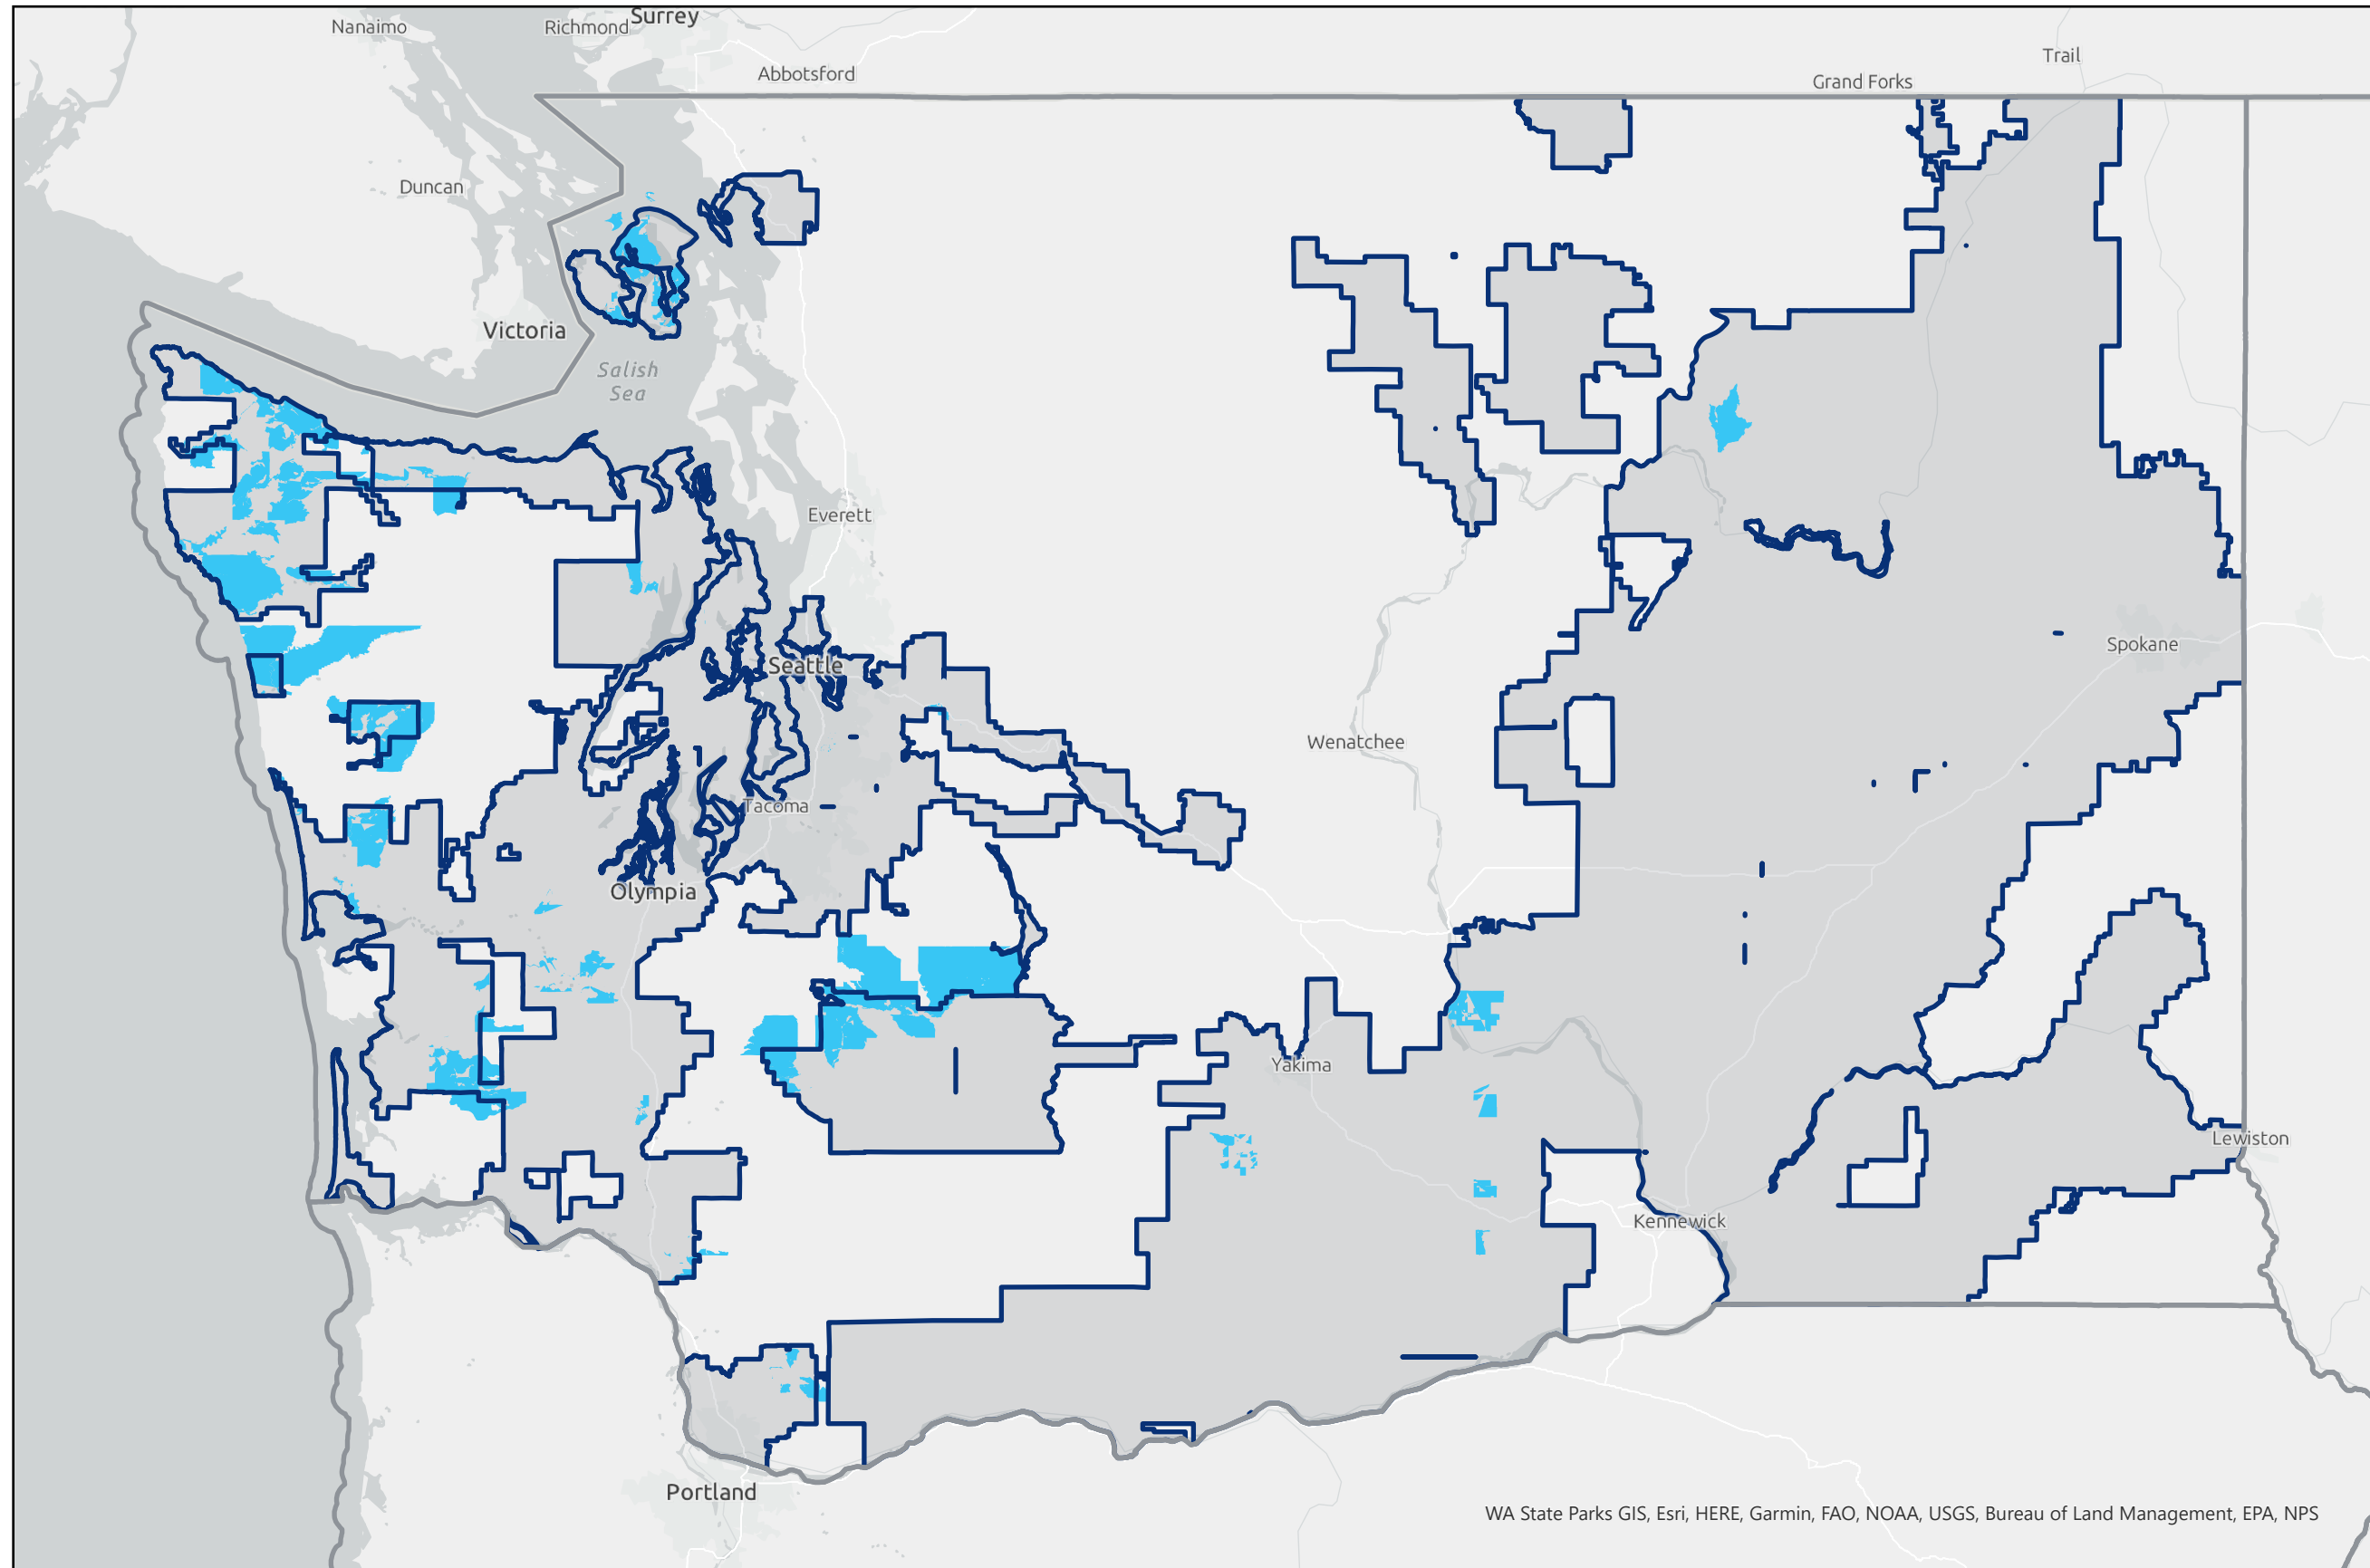 Nanaimo
Richmond
Surrey
Abbotsford
Trail
Grand Forks
Duncan
Victoria
Salish
Sea
Everett
Seattle
Spokane
Wenatchee
Tacoma
Olympia
Yakima
Lewiston
Kennewick
Portland
WA State Parks GIS, Esri, HERE, Garmin, FAO, NOAA, USGS, Bureau of Land Management, EPA, NPS